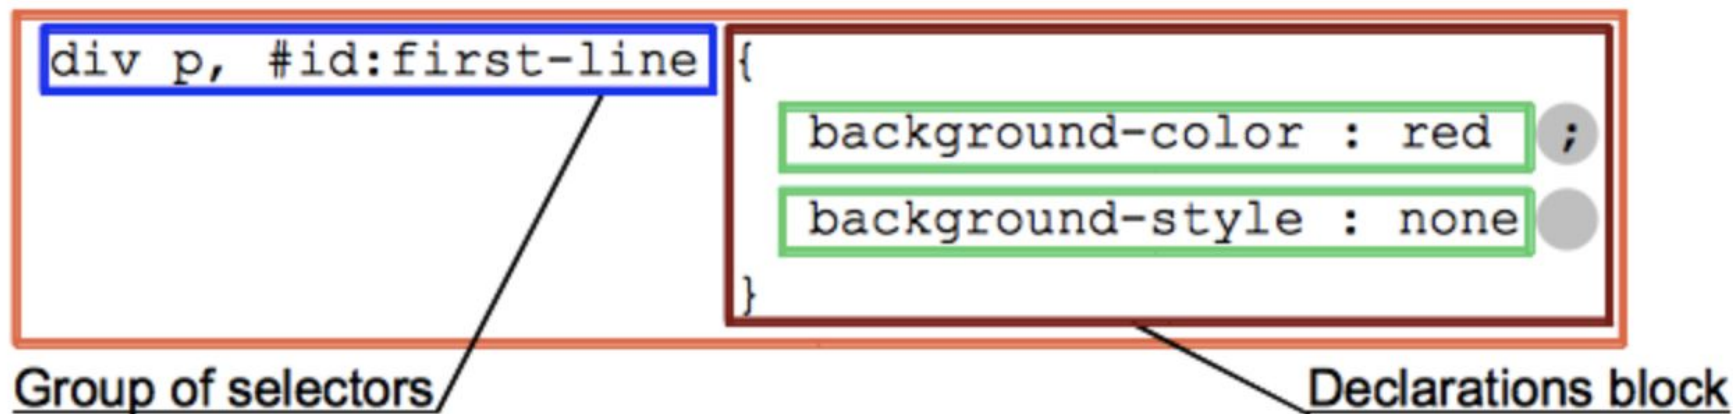 div p, #id:first-line {
background-color : red ;
background-style : none
}
Group of selectors
Declarations block